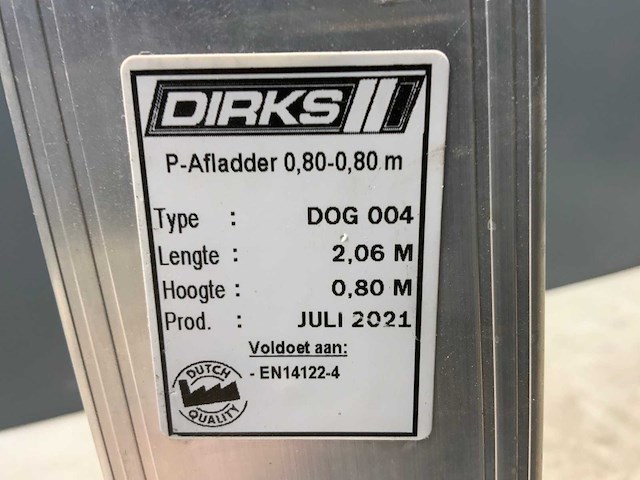 DIRKS
P-Afladder 0,80-0,80 m
Type : DOG 004
Lengte : 2,06 M
Hoogte : 0,80 M
Prod. : JULI 2021
Voldoet aan:
- EN14122-4
DUTCH
QUALITY